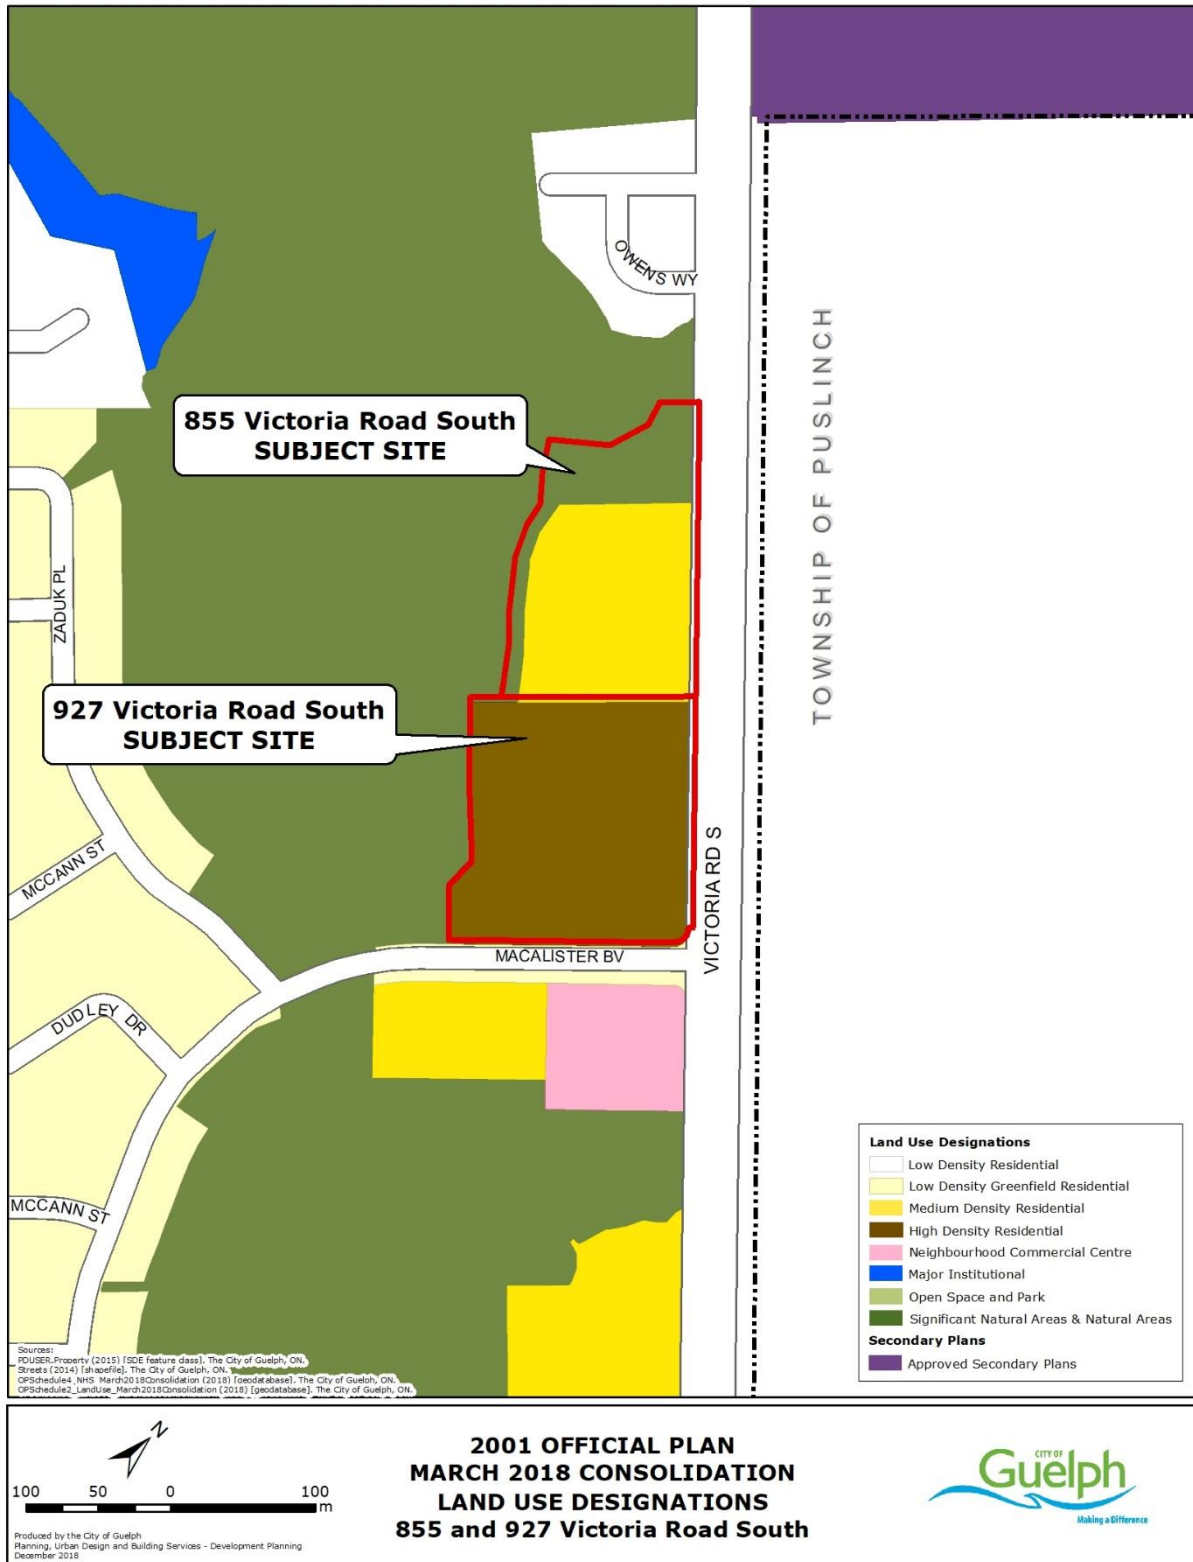 OWENS WY
TOWNSHIP OF PUSLINCH
855 Victoria Road South
SUBJECT SITE
ZADUK PL
927 Victoria Road South
SUBJECT SITE
MCCANN ST
VICTORIA RD S
MACALISTER BV
DUDLEY DR
MCCANN ST
Land Use Designations
Low Density Residential
Low Density Greenfield Residential
Medium Density Residential
High Density Residential
Neighbourhood Commercial Centre
Major Institutional
Open Space and Park
Significant Natural Areas & Natural Areas
Secondary Plans
Approved Secondary Plans
Sources:
PDUSER.Property (2015) [SDE feature class]. The City of Guelph, ON.
Streets (2014) [shapefile]. The City of Guelph, ON.
OPSchedule4_NHS_March2018Consolidation (2018) [geodatabase]. The City of Guelph, ON.
OPSchedule2_LandUse_March2018Consolidation (2018) [geodatabase]. The City of Guelph, ON.
N
100 50 0 100
m
Produced by the City of Guelph
Planning, Urban Design and Building Services - Development Planning
December 2018
2001 OFFICIAL PLAN
MARCH 2018 CONSOLIDATION
LAND USE DESIGNATIONS
855 and 927 Victoria Road South
CITY OF
Guelph
Making a Difference